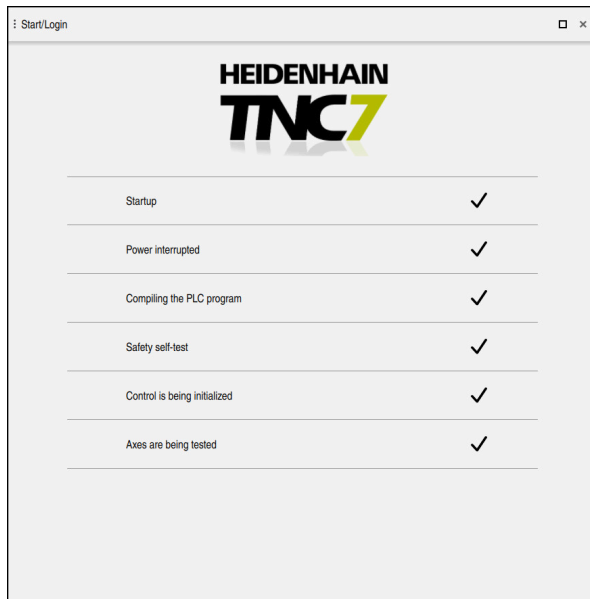 Start/Login
HEIDENHAIN
TNC7
Startup
Power interrupted
Compiling the PLC program
Safety self-test
Control is being initialized
Axes are being tested